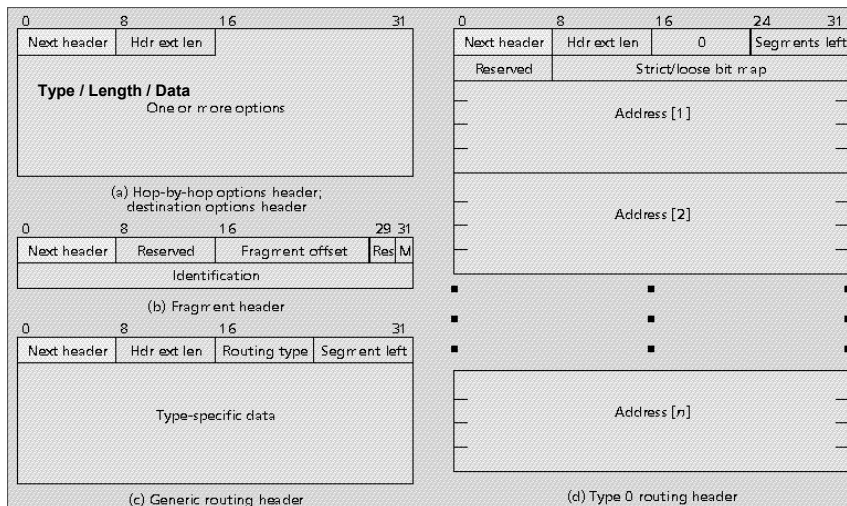 0 8 16 31
Next header Hdr ext len
Type / Length / Data
One or more options
(a) Hop-by-hop options header;
destination options header
0 8 16 29 31
Next header Reserved Fragment offset Res M
Identification
(b) Fragment header
0 8 16 31
Next header Hdr ext len Routing type Segment left
Type-specific data
(c) Generic routing header
0 8 16 24 31
Next header Hdr ext len 0 Segments left
Reserved Strict/loose bit map
Address [1]
Address [2]
Address [n]
(d) Type 0 routing header